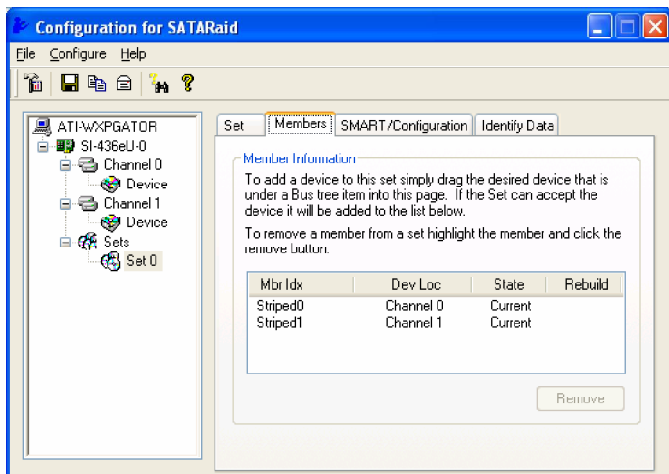 Configuration for SATARaid
File Configure Help
ATI-WXPGATOR
SI-436eU-0
Channel 0
Device
Channel 1
Device
Sets
Set 0
Set Members SMART/Configuration Identify Data
Member Information
To add a device to this set simply drag the desired device that is
under a Bus tree item into this page. If the Set can accept the
device it will be added to the list below.
To remove a member from a set highlight the member and click the
remove button.
Mbr Idx Dev Loc State Rebuild
Striped0 Channel 0 Current
Striped1 Channel 1 Current
Remove